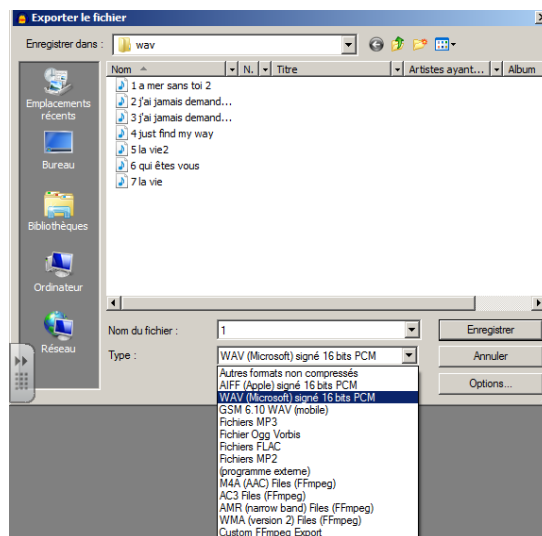 Exporter le fichier
Enregistrer dans :
wav
Nom
N.
Titre
Artistes ayant...
Album
1 a mer sans toi 2
2 j'ai jamais demand...
3 j'ai jamais demand...
4 just find my way
5 la vie2
6 qui êtes vous
7 la vie
Emplacements
récents
Bureau
Bibliothèques
Ordinateur
Réseau
Nom du fichier :
1
Enregistrer
Type :
WAV (Microsoft) signé 16 bits PCM
Annuler
Options...
Autres formats non compressés
AIFF (Apple) signé 16 bits PCM
WAV (Microsoft) signé 16 bits PCM
GSM 6.10 WAV (mobile)
Fichiers MP3
Fichier Ogg Vorbis
Fichiers FLAC
Fichiers MP2
(programme externe)
M4A (AAC) Files (FFmpeg)
AC3 Files (FFmpeg)
AMR (narrow band) Files (FFmpeg)
WMA (version 2) Files (FFmpeg)
Custom FFmpeg Export